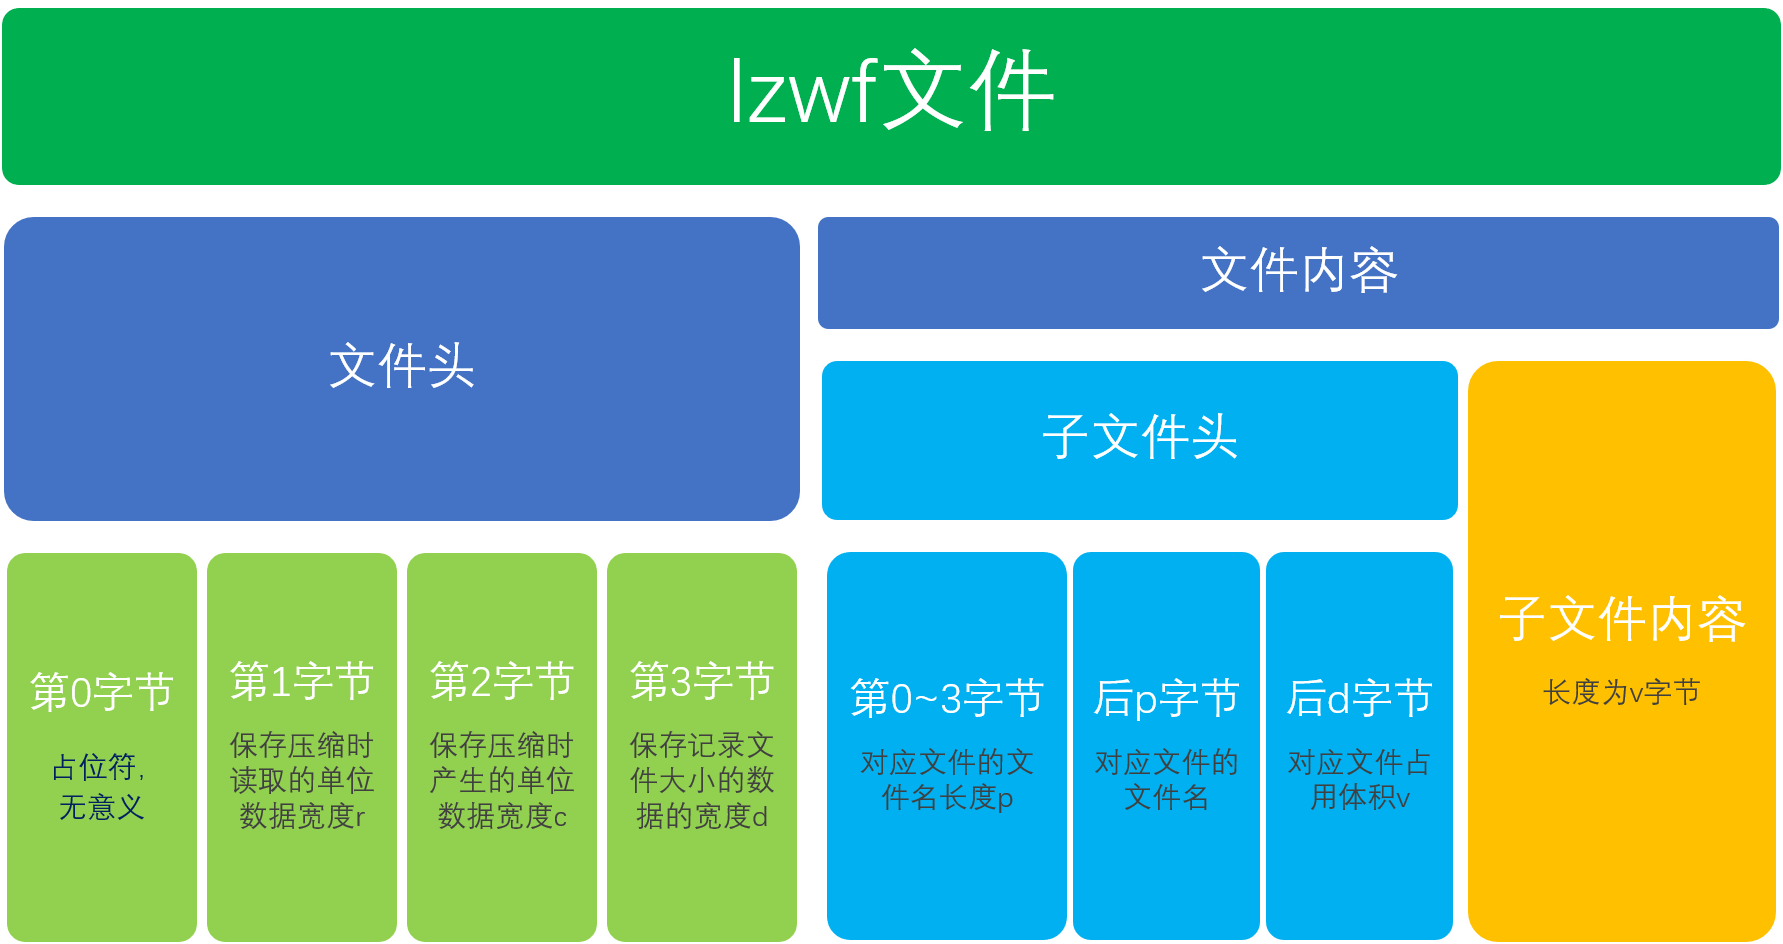 lzwf文件
文件头
文件内容
子文件头
第0字节
占位符,
无意义
第1字节
保存压缩时
读取的单位
数据宽度r
第2字节
保存压缩时
产生的单位
数据宽度c
第3字节
保存记录文
件大小的数
据的宽度d
第0~3字节
对应文件的文
件名长度p
后p字节
对应文件的
文件名
后d字节
对应文件占
用体积v
子文件内容
长度为v字节